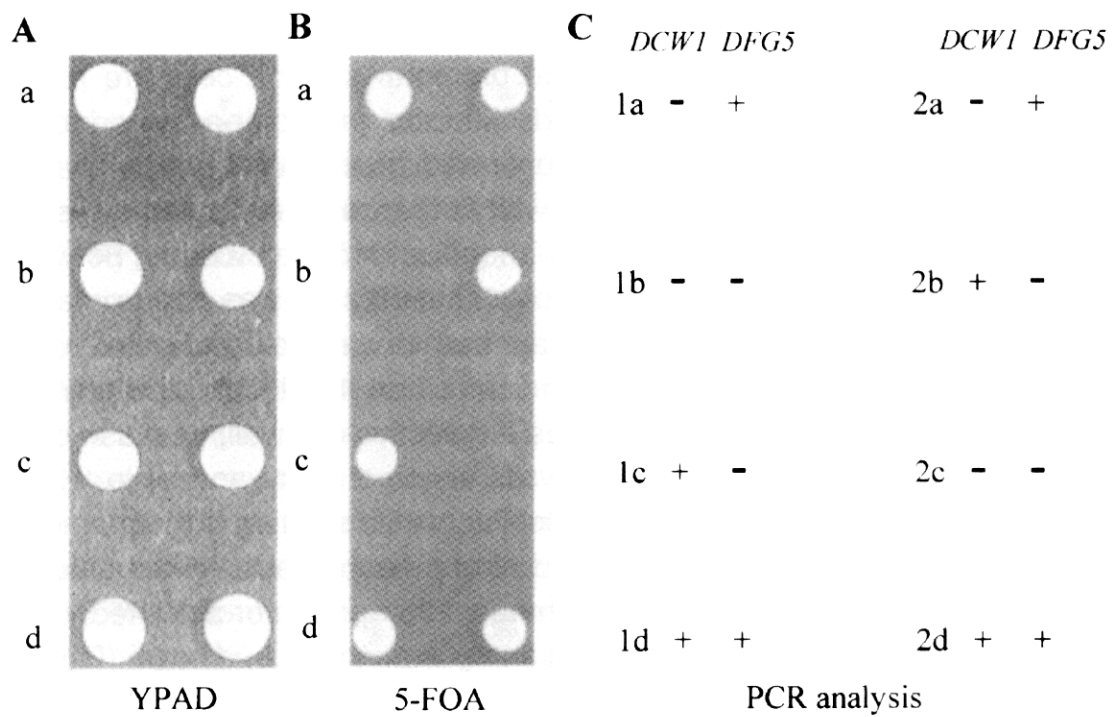 A B C
DCW1 DFG5 DCW1 DFG5
a a 1a - + 2a - +
b b 1b - - 2b + -
c c 1c + - 2c - -
d d 1d + + 2d + +
YPAD 5-FOA PCR analysis